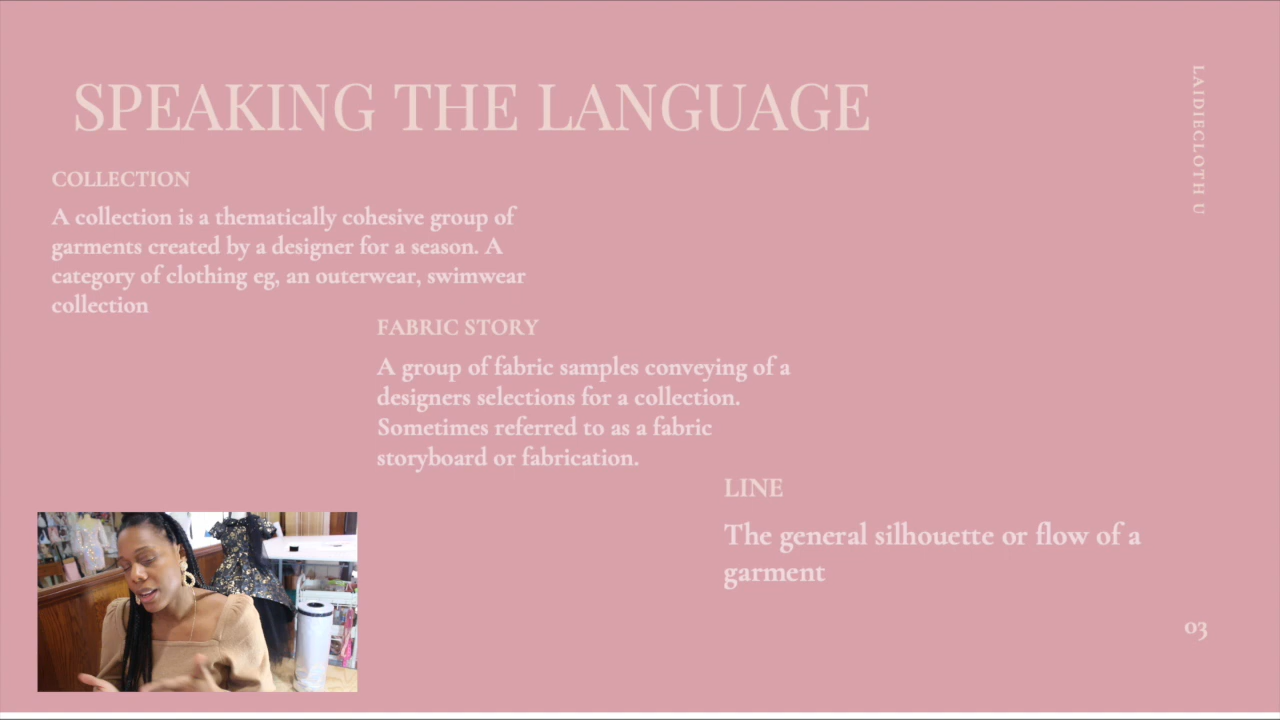 SPEAKING THE LANGUAGE
LAIDIECLOTH U
COLLECTION
A collection is a thematically cohesive group of
garments created by a designer for a season. A
category of clothing eg, an outerwear, swimwear
collection
FABRIC STORY
A group of fabric samples conveying of a
designers selections for a collection.
Sometimes referred to as a fabric
storyboard or fabrication.
LINE
The general silhouette or flow of a
garment
03